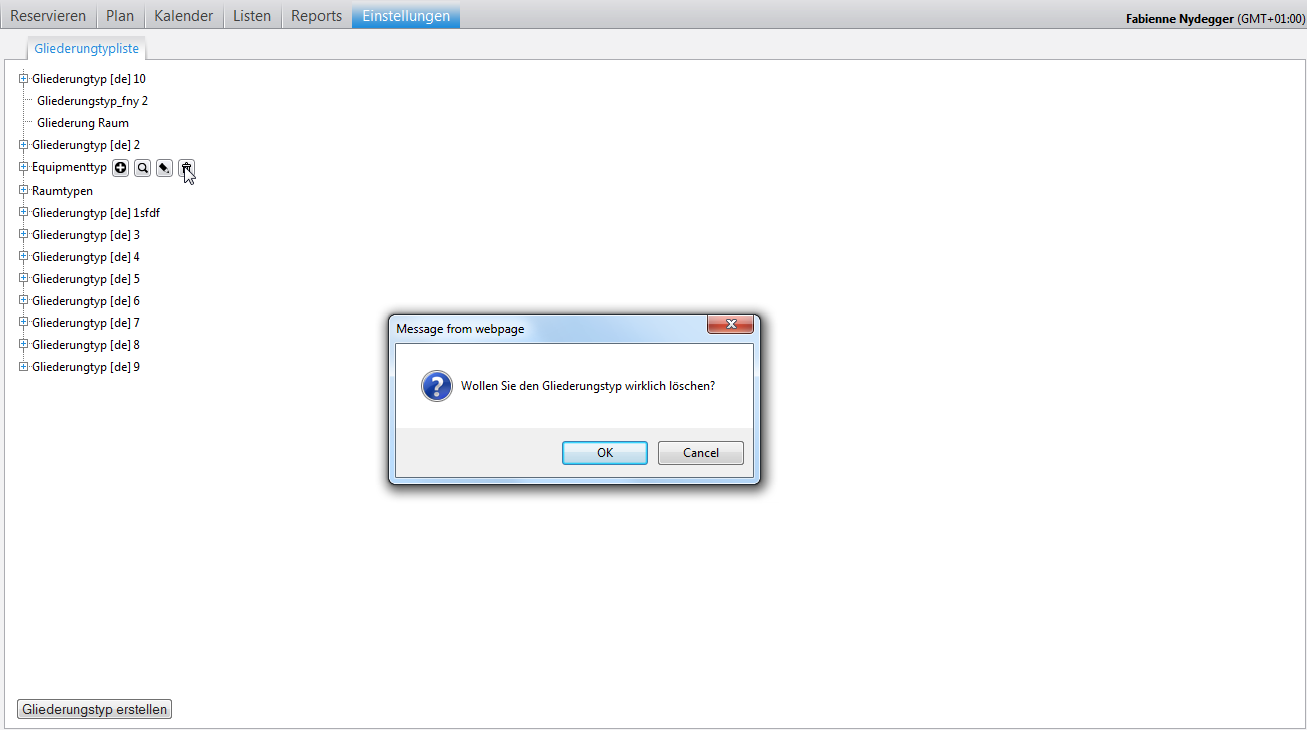 Reservieren Plan Kalender Listen Reports Einstellungen Fabienne Nydegger (GMT+01:00)
Gliederungtypliste
Gliederungtyp [de] 10
Gliederungstyp_fny 2
Gliederung Raum
Gliederungtyp [de] 2
Equipmenttyp
Raumtypen
Gliederungtyp [de] 1sfdf
Gliederungtyp [de] 3
Gliederungtyp [de] 4
Gliederungtyp [de] 5
Gliederungtyp [de] 6
Gliederungtyp [de] 7
Gliederungtyp [de] 8
Gliederungtyp [de] 9
Message from webpage
Wollen Sie den Gliederungstyp wirklich löschen?
OK Cancel
Gliederungstyp erstellen